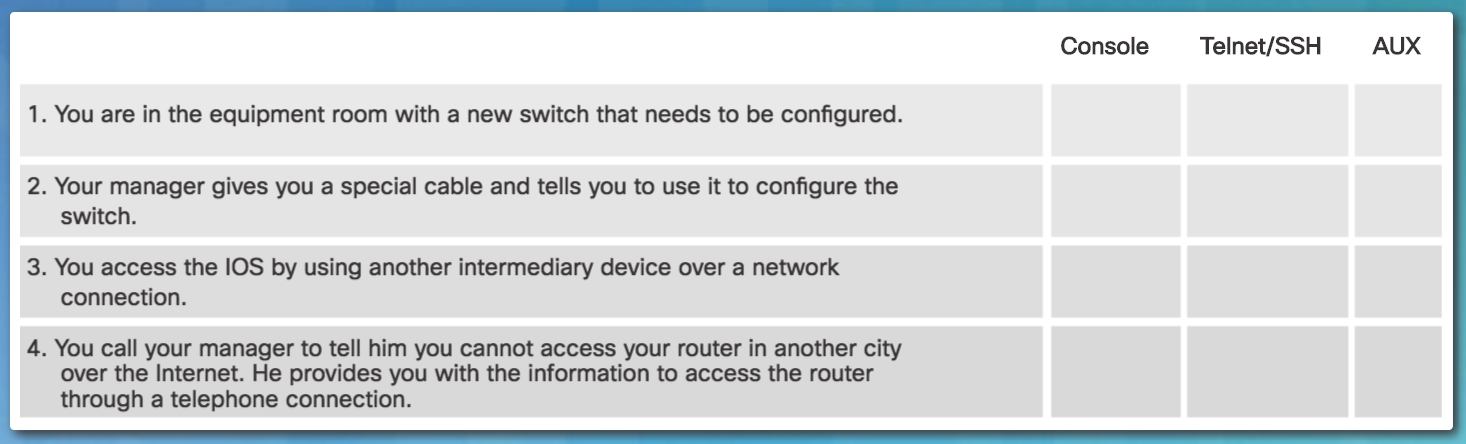 Console Telnet/SSH AUX
1. You are in the equipment room with a new switch that needs to be configured.
2. Your manager gives you a special cable and tells you to use it to configure the
switch.
3. You access the IOS by using another intermediary device over a network
connection.
4. You call your manager to tell him you cannot access your router in another city
over the Internet. He provides you with the information to access the router
through a telephone connection.